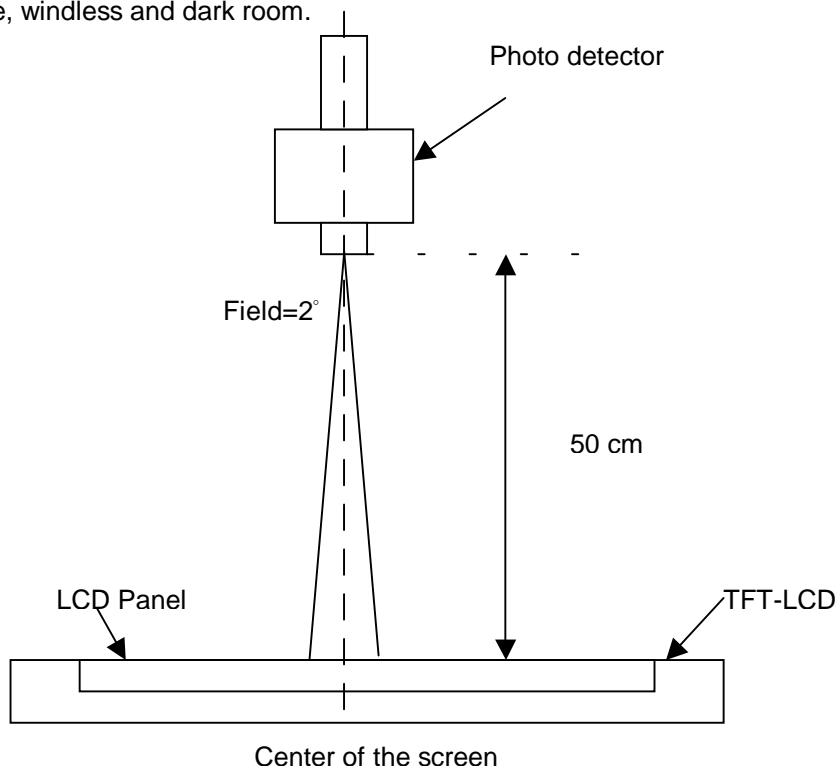 , windless and dark room.
Photo detector
Field=2°
50 cm
LCD Panel
TFT-LCD
Center of the screen